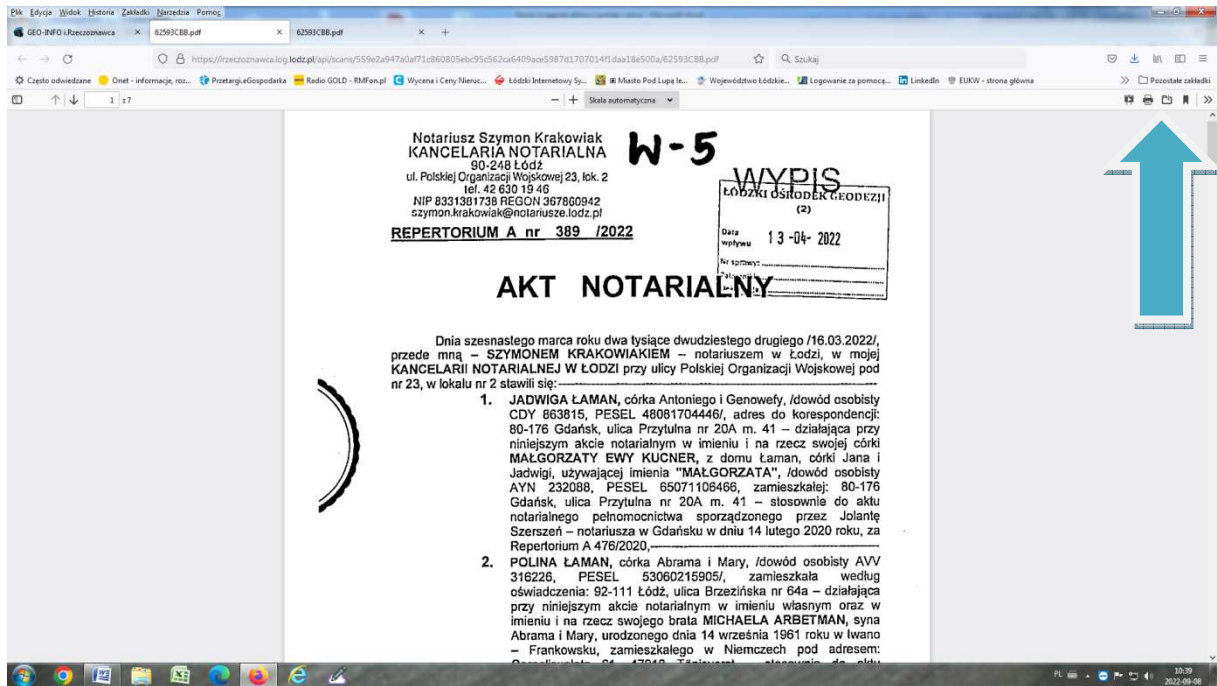 Plik Edycja Widok Historia Zakładki Narzędzia Pomoc
GEO-INFO i.Rzeczoznawca
62593CBB.pdf
62593CBB.pdf
https://irzeczoznawca.log.lodz.pl/api/scans/559e2a947a0af71c860805ebc95c562ca6409ace5987d1707014f1daa18e500a/62593CBB.pdf
Szukaj
Często odwiedzane Onet - informacje, roz... Przetargi.eGospodarka Radio GOLD - RMFon.pl Wycena i Ceny Nieruc... Łódzki Internetowy Sy... Miasto Pod Lupą Ie... Województwo Łódzkie... Logowanie za pomocą... LinkedIn EUKW - strona główna Pozostałe zakładki
1 z 7
Skala automatyczna
Notariusz Szymon Krakowiak
KANCELARIA NOTARIALNA
90-248 Łódź
ul. Polskiej Organizacji Wojskowej 23, lok. 2
tel. 42 630 19 46
NIP 8331381738 REGON 367860942
szymon.krakowiak@notariusze.lodz.pl
REPERTORIUM A nr 389 /2022
W-5
WYPIS
ŁÓDZKI OŚRODEK GEODEZJI
(2)
Data
wpływu 13-04-2022
Nr sprawy:
AKT NOTARIALNY
Dnia szesnastego marca roku dwa tysiące dwudziestego drugiego /16.03.2022/,
przede mną – SZYMONEM KRAKOWIAKIEM – notariuszem w Łodzi, w mojej
KANCELARII NOTARIALNEJ W ŁODZI przy ulicy Polskiej Organizacji Wojskowej pod
nr 23, w lokalu nr 2 stawili się:
1. JADWIGA ŁAMAN, córka Antoniego i Genowefy, /dowód osobisty
CDY 863815, PESEL 48081704446/, adres do korespondencji:
80-176 Gdańsk, ulica Przytulna nr 20A m. 41 – działająca przy
niniejszym akcie notarialnym w imieniu i na rzecz swojej córki
MAŁGORZATY EWY KUCNER, z domu Łaman, córki Jana i
Jadwigi, używającej imienia "MAŁGORZATA", /dowód osobisty
AYN 232088, PESEL 65071106466, zamieszkałej: 80-176
Gdańsk, ulica Przytulna nr 20A m. 41 – stosownie do aktu
notarialnego pełnomocnictwa sporządzonego przez Jolantę
Szerszeń – notariusza w Gdańsku w dniu 14 lutego 2020 roku, za
Repertorium A 476/2020,
2. POLINA ŁAMAN, córka Abrama i Mary, /dowód osobisty AVV
316226, PESEL 53060215905/, zamieszkała według
oświadczenia: 92-111 Łódź, ulica Brzezińska nr 64a – działająca
przy niniejszym akcie notarialnym w imieniu własnym oraz w
imieniu i na rzecz swojego brata MICHAELA ARBETMAN, syna
Abrama i Mary, urodzonego dnia 14 września 1961 roku w Iwano
– Frankowsku, zamieszkałego w Niemczech pod adresem:
PL
10:39
2022-09-08